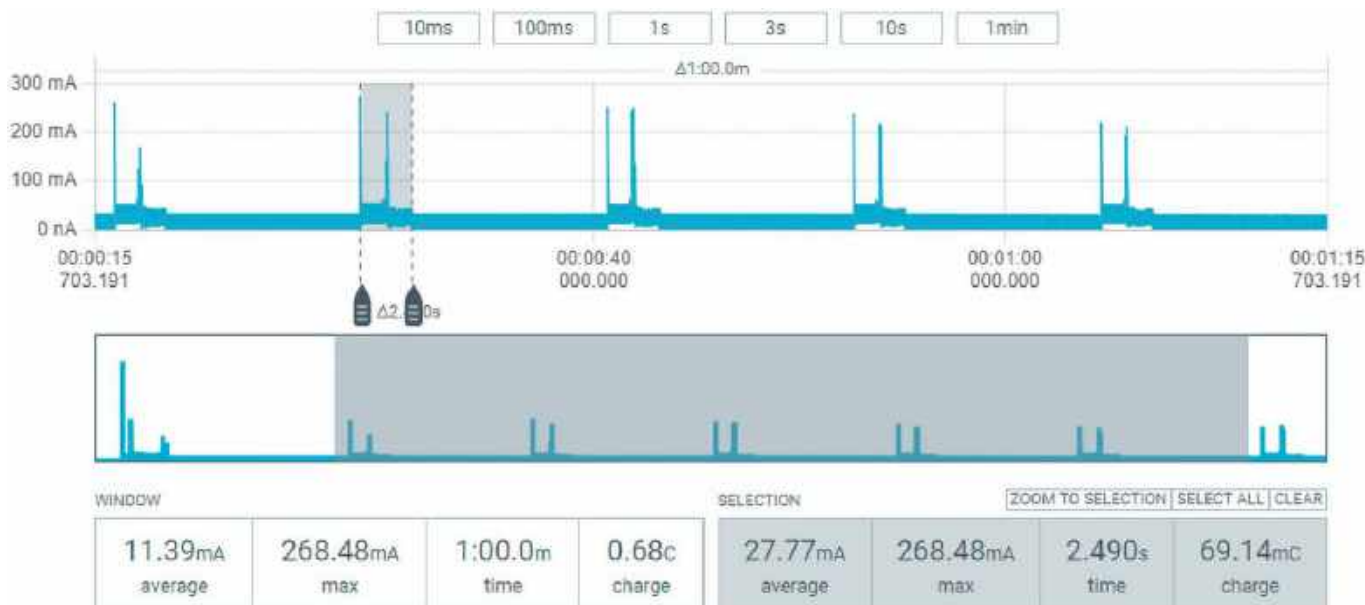 10ms 100ms 1s 3s 10s 1min
Δ1:00.0m
300 mA
200 mA
100 mA
0 nA
00:00:15 00:00:40 00:01:00 00:01:15
703.191 000.000 000.000 703.191
Δ2. 0s
WINDOW SELECTION ZOOM TO SELECTION SELECT ALL CLEAR
11.39mA 268.48mA 1:00.0m 0.68C 27.77mA 268.48mA 2.490s 69.14mC
average max time charge average max time charge